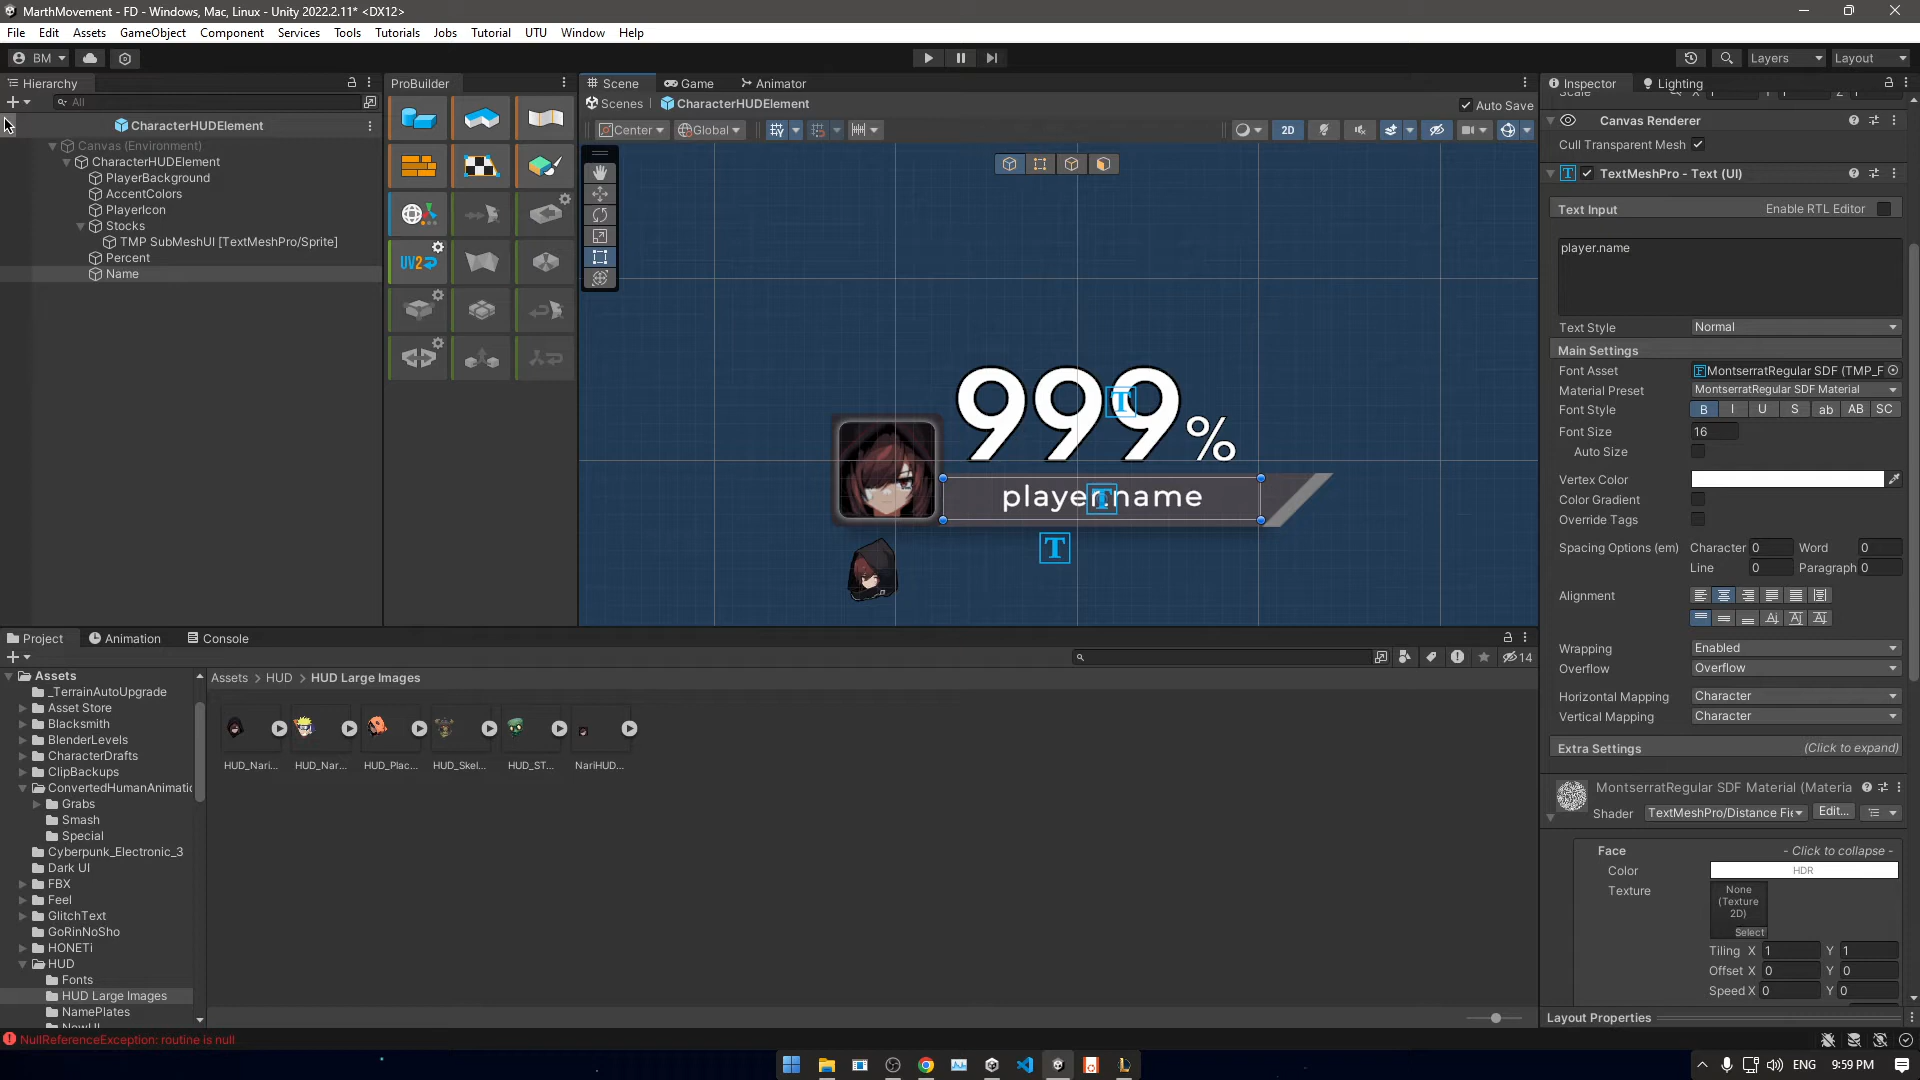 MarthMovement - FD - Windows, Mac, Linux - Unity 2022.2.11* <DX12>
File Edit Assets GameObject Component Services Tools Tutorials Jobs Tutorial UTU Window Help
BM
Layers
Layout
Hierarchy
All
CharacterHUDElement
Canvas (Environment)
CharacterHUDElement
PlayerBackground
AccentColors
PlayerIcon
Stocks
TMP SubMeshUI [TextMeshPro/Sprite]
Percent
Name
ProBuilder
UV2
Scene
Game
Animator
Scenes
CharacterHUDElement
Auto Save
Center
Global
2D
999%
player.name
Inspector
Lighting
Canvas Renderer
Cull Transparent Mesh
TextMeshPro - Text (UI)
Text Input
Enable RTL Editor
player.name
Text Style Normal
Main Settings
Font Asset MontserratRegular SDF (TMP_F
Material Preset MontserratRegular SDF Material
Font Style B I U S ab AB SC
Font Size 16
Auto Size
Vertex Color
Color Gradient
Override Tags
Spacing Options (em) Character 0 Word 0
Line 0 Paragraph 0
Alignment
Wrapping Enabled
Overflow Overflow
Horizontal Mapping Character
Vertical Mapping Character
Extra Settings (Click to expand)
MontserratRegular SDF Material (Materia
Shader TextMeshPro/Distance Fie Edit...
Face - Click to collapse -
Color HDR
Texture
None
(Texture
2D)
Select
Tiling X 1 Y 1
Offset X 0 Y 0
Speed X 0 Y 0
Layout Properties
Project
Animation
Console
14
Assets
_TerrainAutoUpgrade
Asset Store
Blacksmith
BlenderLevels
CharacterDrafts
ClipBackups
ConvertedHumanAnimatic
Grabs
Smash
Special
Cyberpunk_Electronic_3
Dark UI
FBX
Feel
GlitchText
GoRinNoSho
HONETi
HUD
Fonts
HUD Large Images
NamePlates
NewUI
Assets > HUD > HUD Large Images
HUD_Nari...
HUD_Nar...
HUD_Plac...
HUD_Skel...
HUD_ST...
NariHUD...
NullReferenceException: routine is null
ENG
9:59 PM